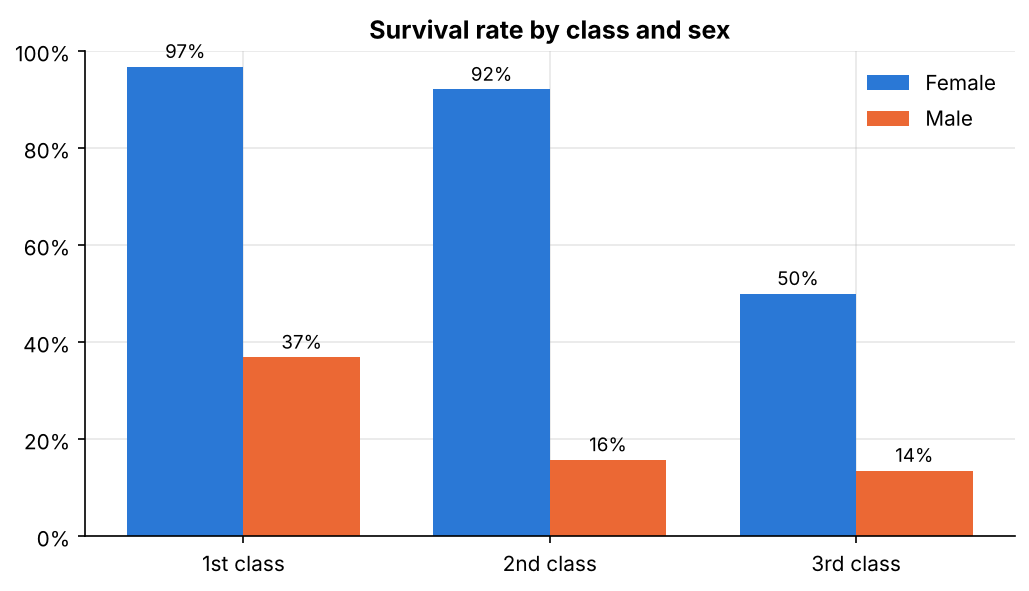 Survival rate by class and sex
100%
80%
60%
40%
20%
0%
97%
37%
92%
16%
50%
14%
Female
Male
1st class
2nd class
3rd class